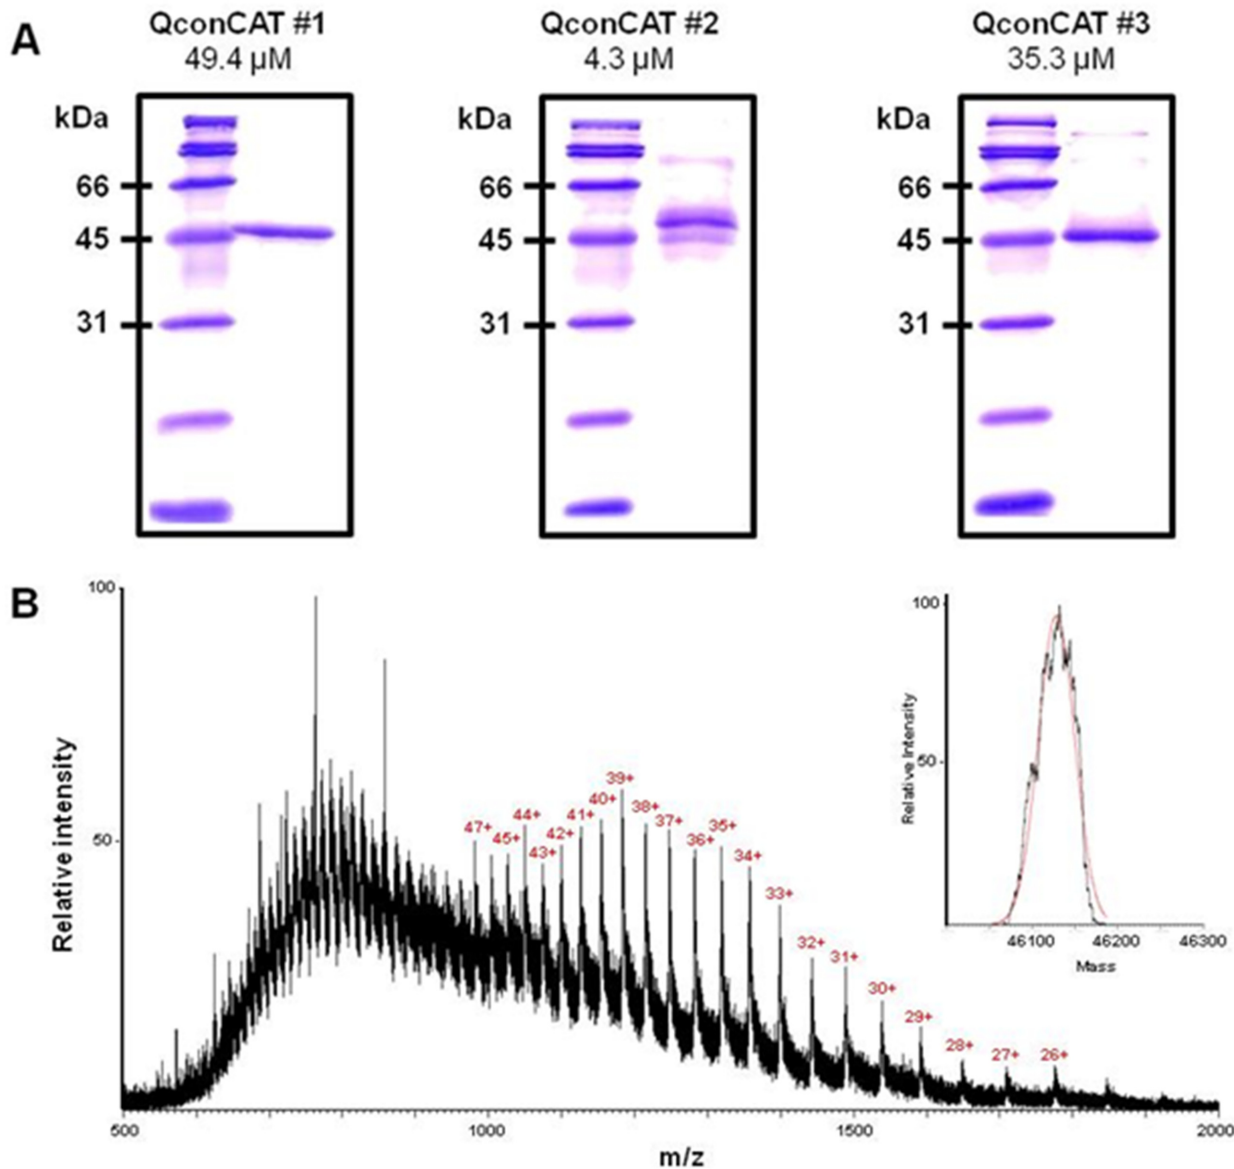 A
QconCAT #1
49.4 µM
QconCAT #2
4.3 µM
QconCAT #3
35.3 µM
kDa
66
45
31
kDa
66
45
31
kDa
66
45
31
B
Relative intensity
100
50
47+
45+
44+
43+
42+
41+
40+
39+
38+
37+
36+
35+
34+
33+
32+
31+
30+
29+
28+
27+
26+
500
1000
1500
2000
m/z
Relative Intensity
100
50
46100
46200
46300
Mass